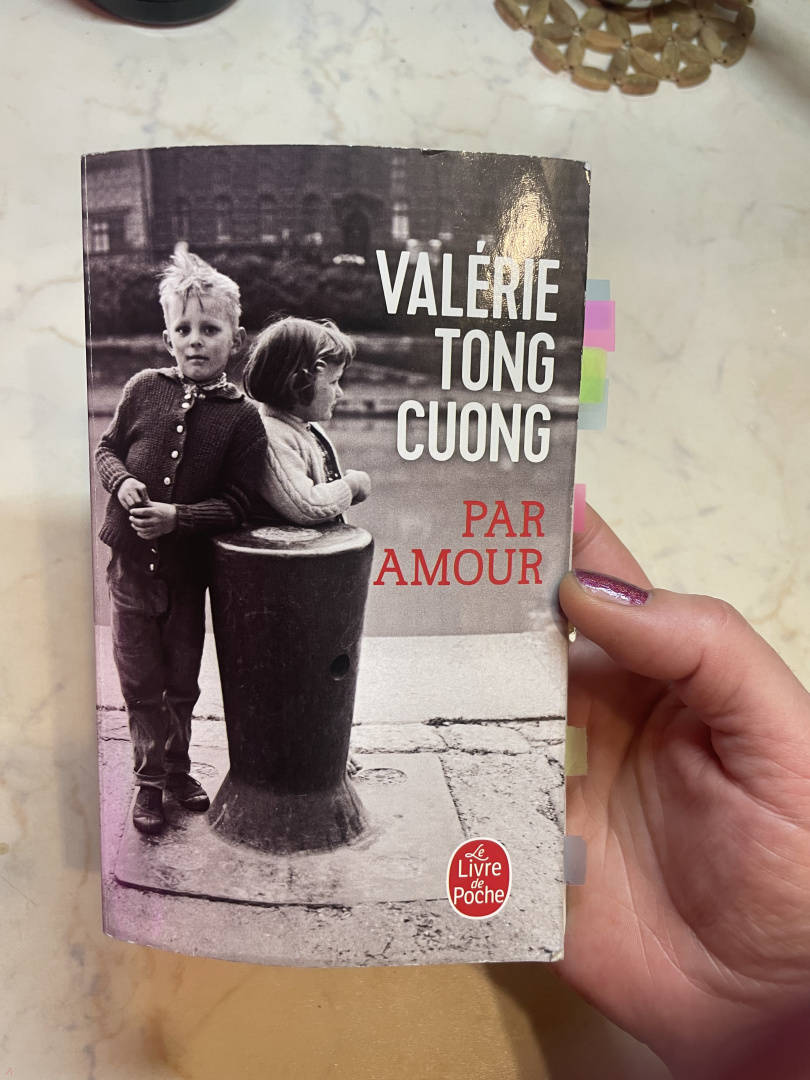 VALÉRIE
TONG
CUONG
PAR
AMOUR
Le
Livre
de
Poche